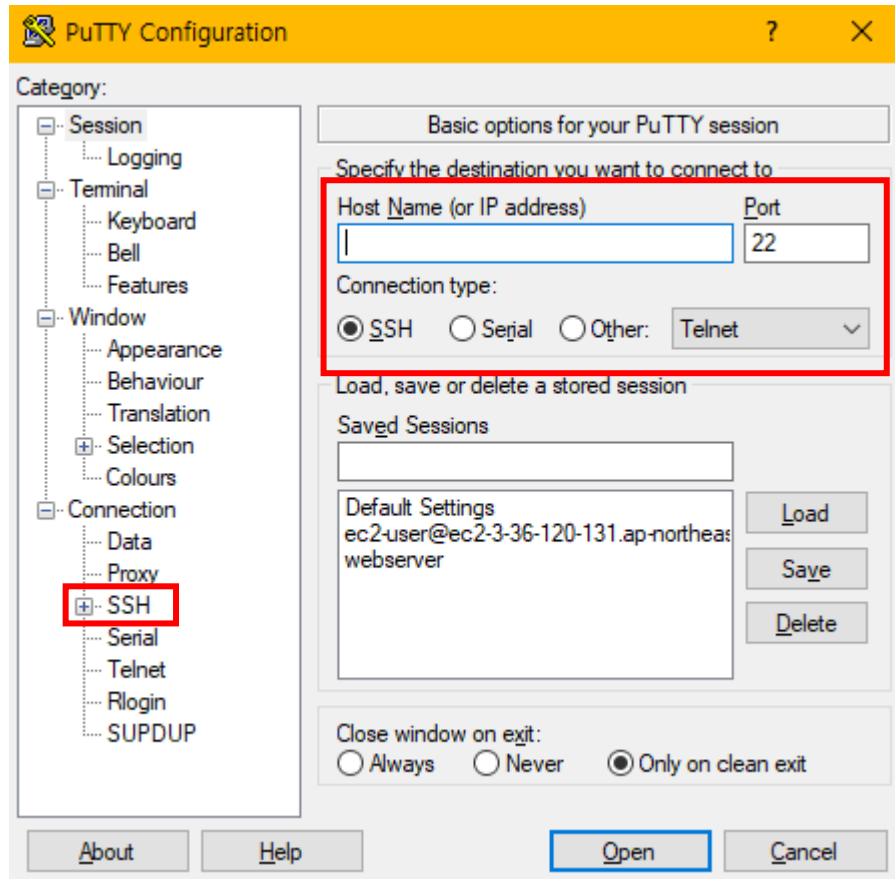 PuTTY Configuration ?
Category:
Session
Logging
Terminal
Keyboard
Bell
Features
Window
Appearance
Behaviour
Translation
Selection
Colours
Connection
Data
Proxy
SSH
Serial
Telnet
Rlogin
SUPDUP
Basic options for your PuTTY session
Specify the destination you want to connect to
Host Name (or IP address) Port
22
Connection type:
SSH Serial Other: Telnet
Load, save or delete a stored session
Saved Sessions
Default Settings
ec2-user@ec2-3-36-120-131.ap-northeas
webserver
Load
Save
Delete
Close window on exit:
Always Never Only on clean exit
About Help Open Cancel